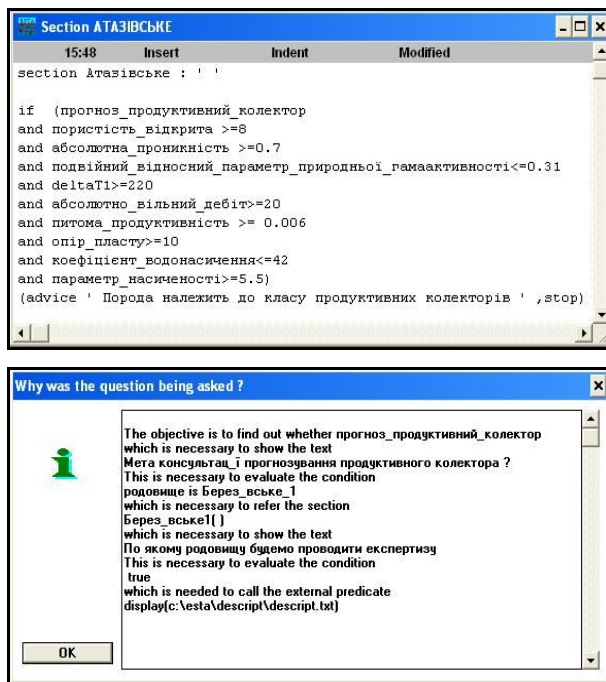 Section АТАЗІВСЬКЕ
15:48 Insert Indent Modified
section Атазівське : ' '
if (прогноз_продуктивний_колектор
and пористість_відкрита >=8
and абсолютна_проникність >=0.7
and подвійний_відносний_параметр_природньої_гамаактивності<=0.31
and deltaT1>=220
and абсолютно_вільний_дебіт>=20
and питома_продуктивність >= 0.006
and опір_пласту>=10
and коефіцієнт_водонасичення<=42
and параметр_насиченості>=5.5)
(advice ' Порода належить до класу продуктивних колекторів ' ,stop)
Why was the question being asked ?
The objective is to find out whether прогноз_продуктивний_колектор
which is necessary to show the text
Мета консультац_ї прогнозування продуктивного колектора ?
This is necessary to evaluate the condition
родовище is Берез_вське_1
which is necessary to refer the section
Берез_вське1( )
which is necessary to show the text
По якому родовищу будемо проводити експертизу
This is necessary to evaluate the condition
true
which is needed to call the external predicate
display(c:\esta\descript\descript.txt)
OK